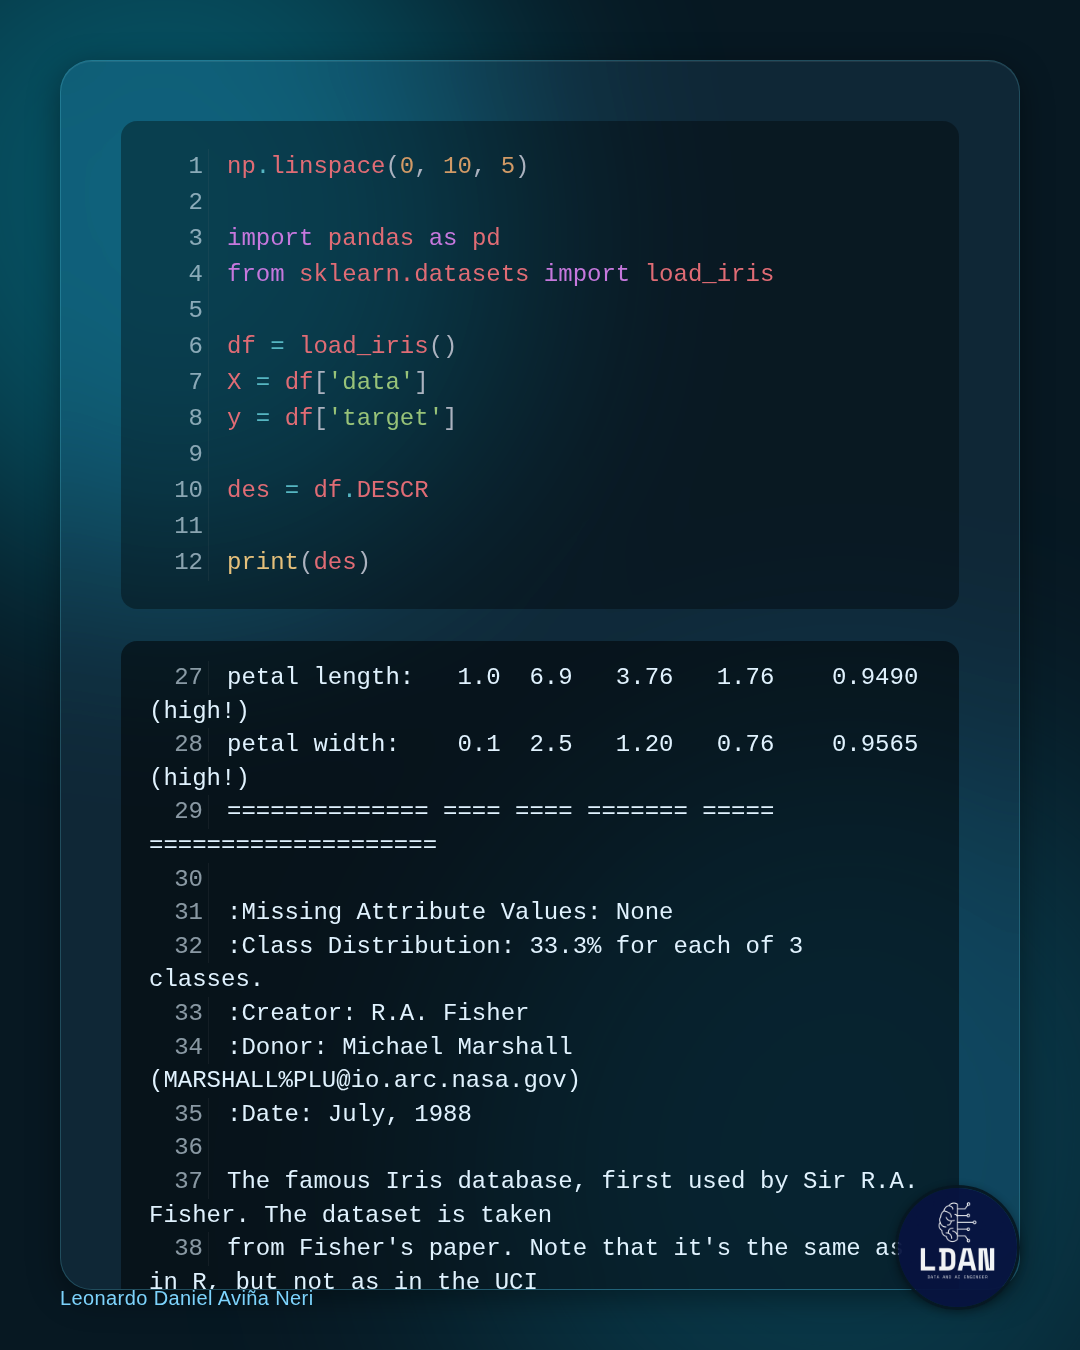 1 np.linspace(0, 10, 5)
2
3 import pandas as pd
4 from sklearn.datasets import load_iris
5
6 df = load_iris()
7 X = df['data']
8 y = df['target']
9
10 des = df.DESCR
11
12 print(des)
27 petal length:   1.0  6.9   3.76   1.76    0.9490
(high!)
28 petal width:    0.1  2.5   1.20   0.76    0.9565
(high!)
29 ============== ==== ==== ======= =====
====================
30
31 :Missing Attribute Values: None
32 :Class Distribution: 33.3% for each of 3
classes.
33 :Creator: R.A. Fisher
34 :Donor: Michael Marshall
(MARSHALL%PLU@io.arc.nasa.gov)
35 :Date: July, 1988
36
37 The famous Iris database, first used by Sir R.A.
Fisher. The dataset is taken
38 from Fisher's paper. Note that it's the same as
in R, but not as in the UCI
Leonardo Daniel Aviña Neri
LDAN
DATA AND AI ENGINEER